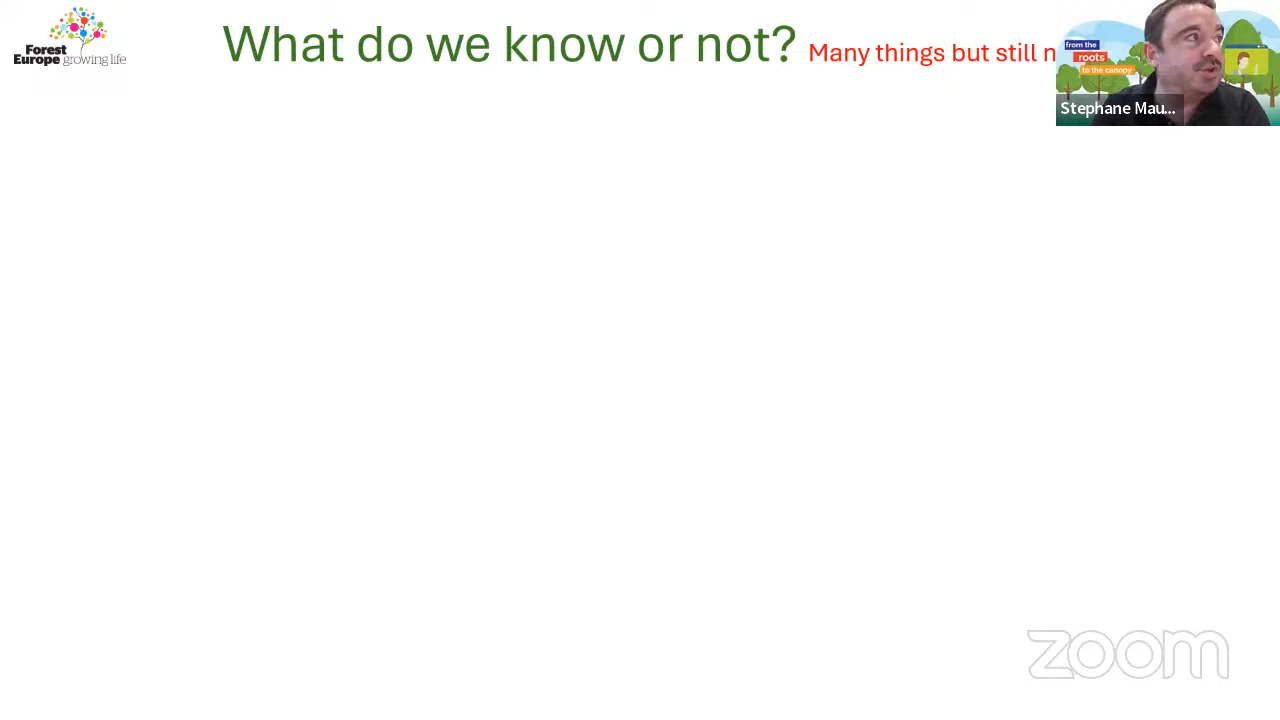 Forest
Europe growing life
What do we know or not? Many things but still
from the
roots
to the canopy
Stephane Mau...
zoom